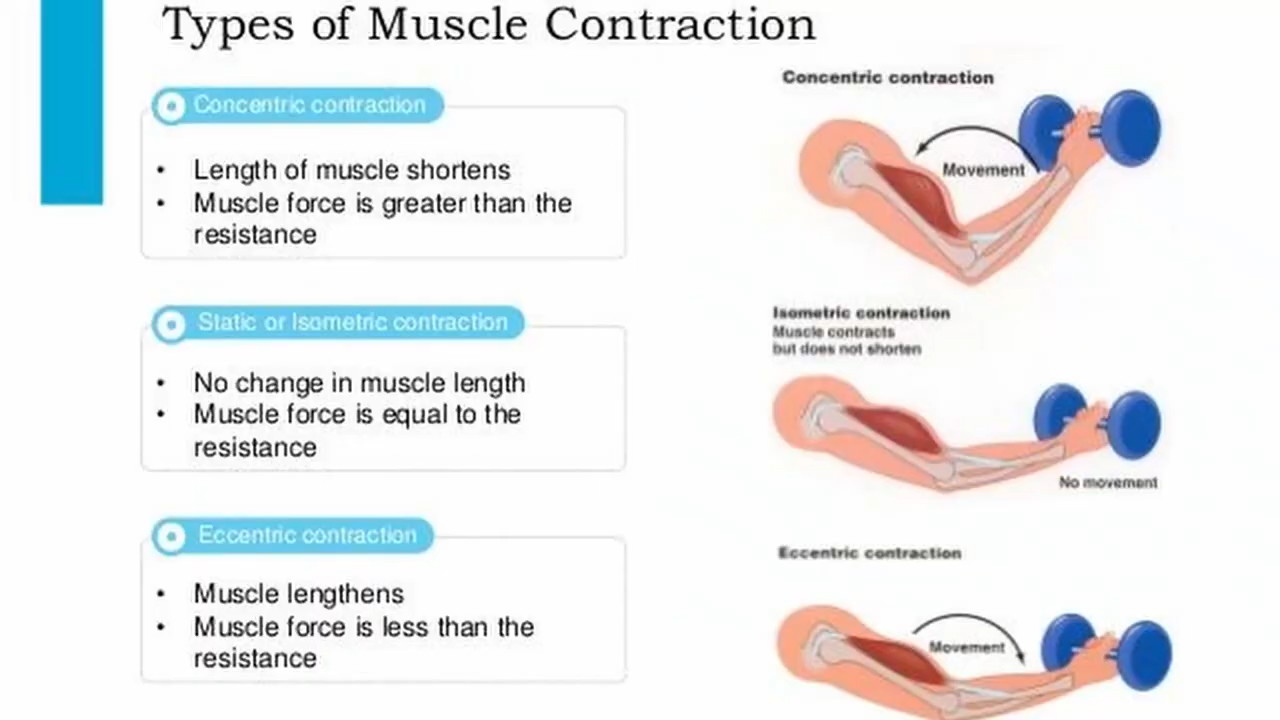 Types of Muscle Contraction
Concentric contraction
• Length of muscle shortens
• Muscle force is greater than the
resistance
Static or Isometric contraction
• No change in muscle length
• Muscle force is equal to the
resistance
Eccentric contraction
• Muscle lengthens
• Muscle force is less than the
resistance
Concentric contraction
Movement
Isometric contraction
Muscle contracts
but does not shorten
No movement
Eccentric contraction
Movement